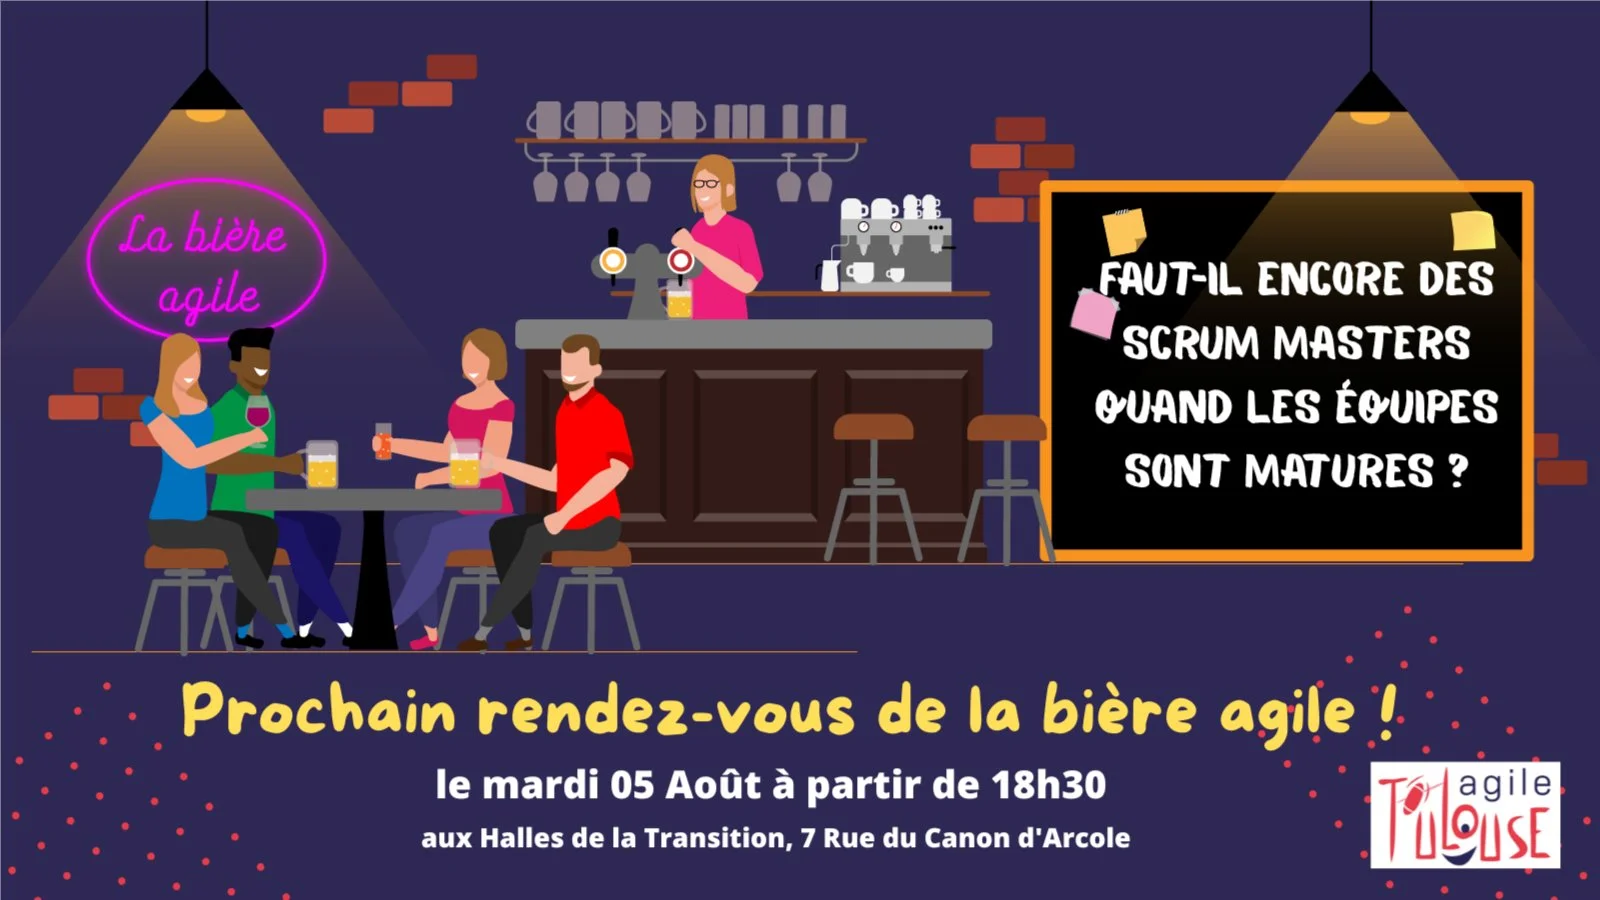 La bière
agile
FAUT-IL ENCORE DES
SCRUM MASTERS
QUAND LES ÉQUIPES
SONT MATURES ?
Prochain rendez-vous de la bière agile !
le mardi 05 Août à partir de 18h30
aux Halles de la Transition, 7 Rue du Canon d'Arcole
agile
TOULOUSE